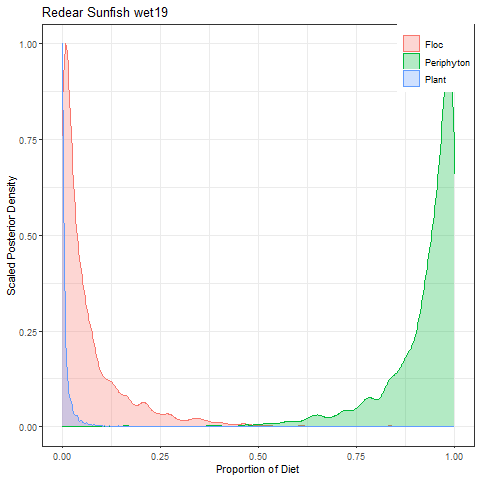 Redear Sunfish wet19
Floc
Periphyton
Plant
1.00
0.75
0.50
0.25
0.00
Scaled Posterior Density
0.00 0.25 0.50 0.75 1.00
Proportion of Diet